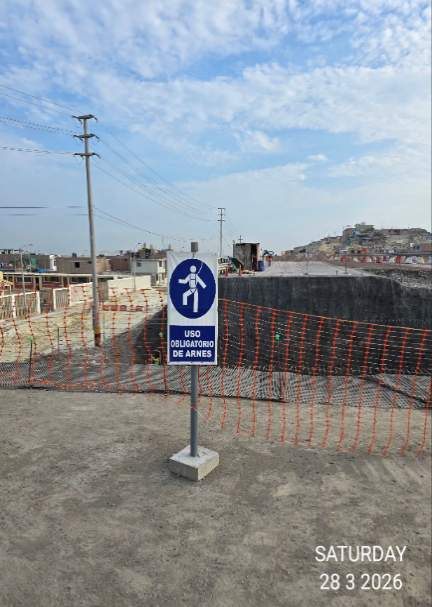 USO
OBLIGATORIO
DE ARNES
SATURDAY
28 3 2026